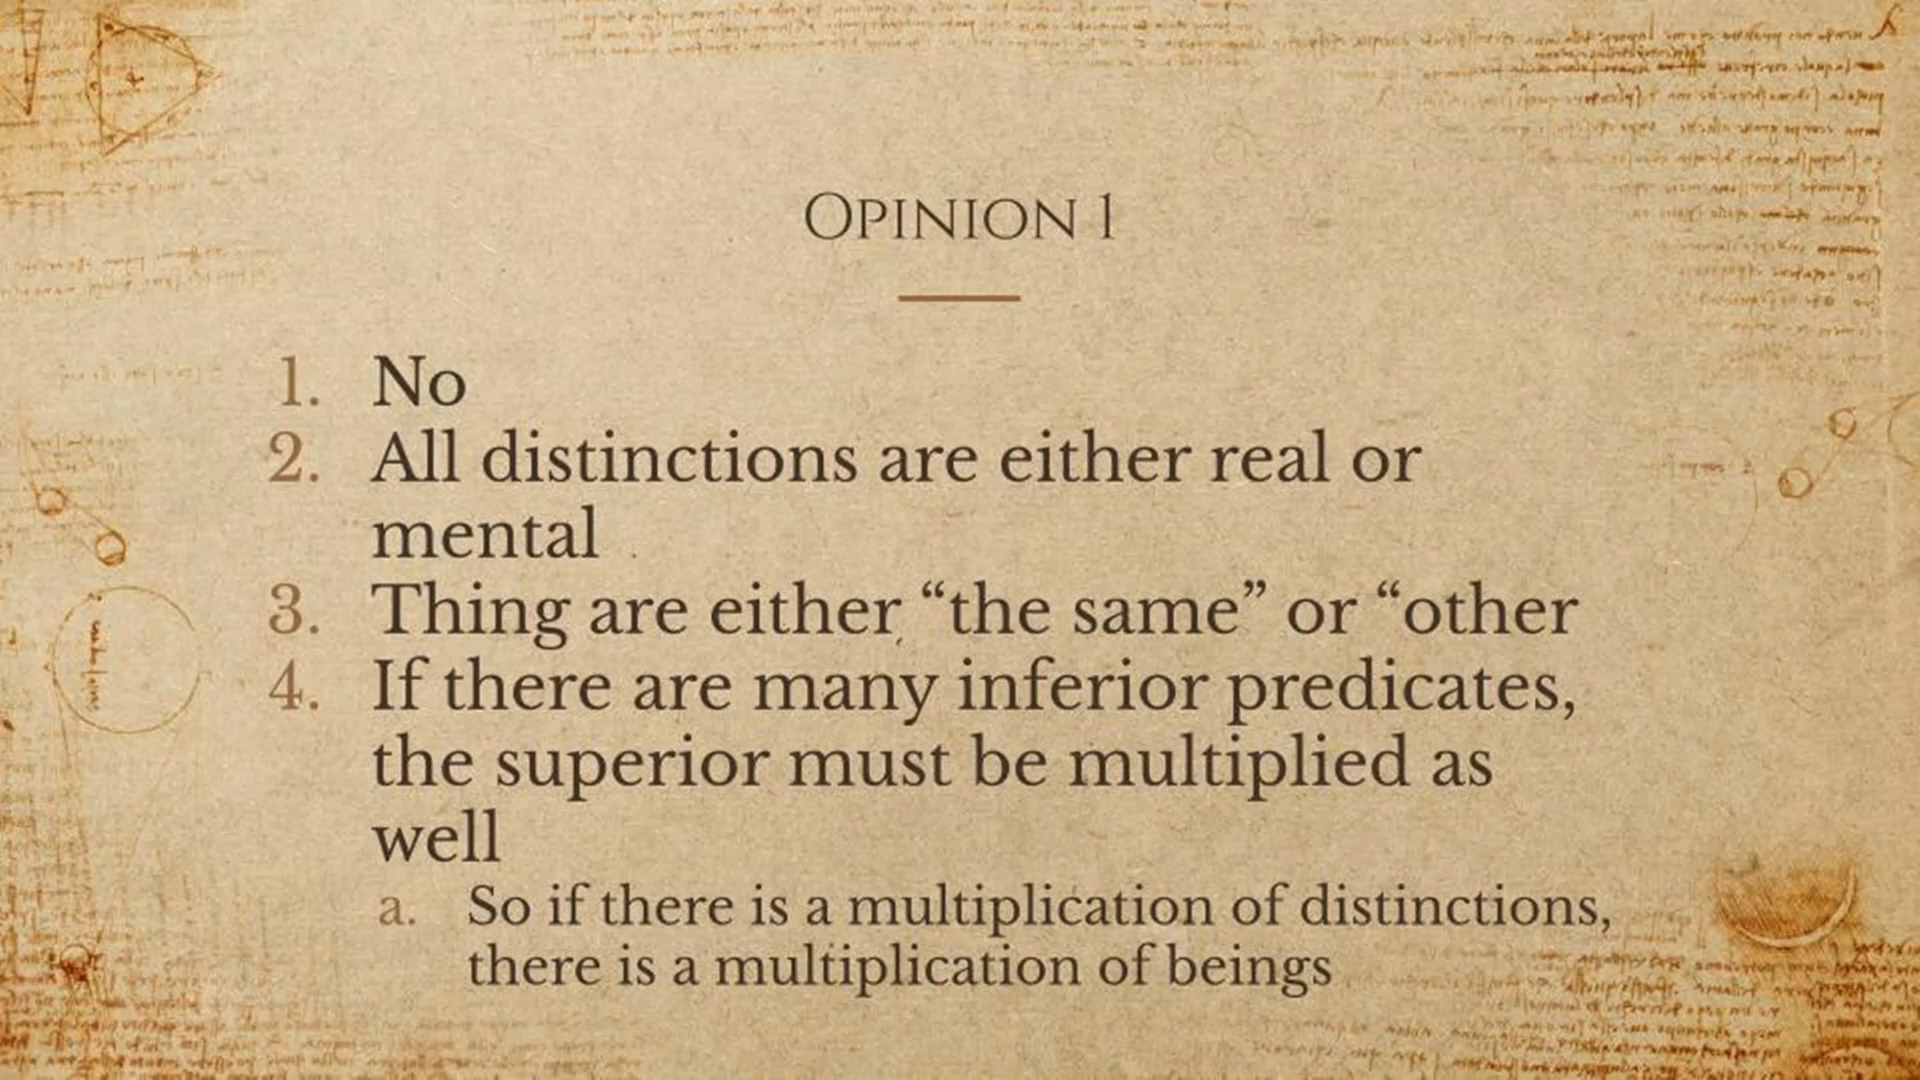 Opinion 1
1. No
2. All distinctions are either real or
mental
3. Thing are either “the same” or “other
4. If there are many inferior predicates,
the superior must be multiplied as
well
a. So if there is a multiplication of distinctions,
there is a multiplication of beings